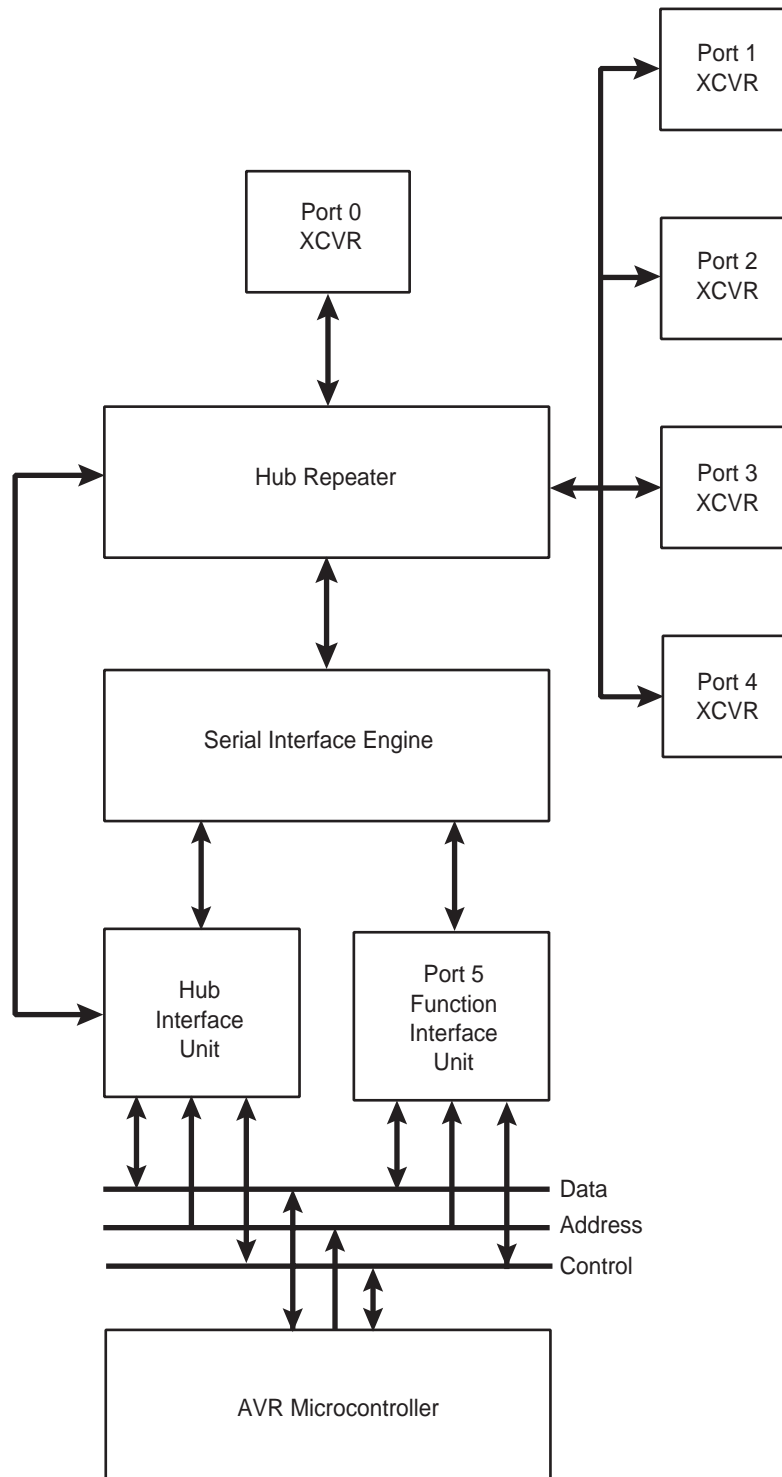 Port 1
XCVR
Port 0
XCVR
Port 2
XCVR
Hub Repeater
Port 3
XCVR
Port 4
XCVR
Serial Interface Engine
Hub
Interface
Unit
Port 5
Function
Interface
Unit
Data
Address
Control
AVR Microcontroller